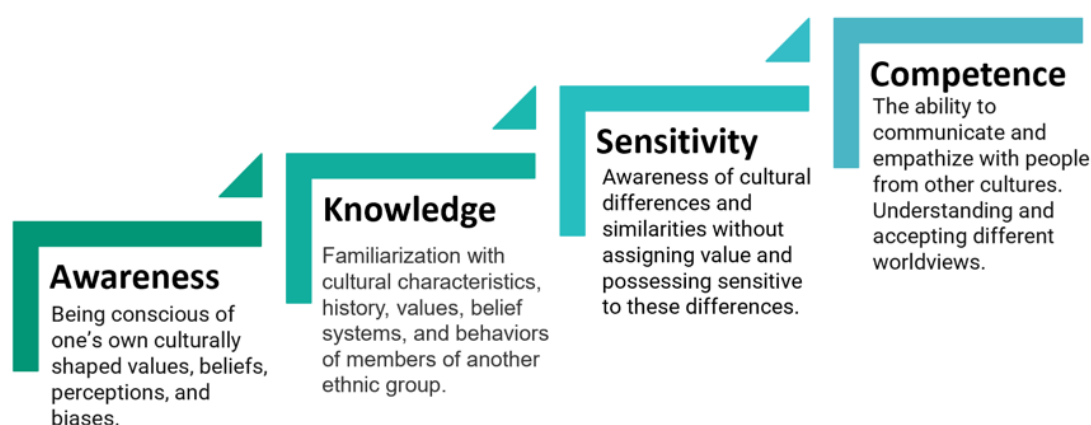 Awareness
Being conscious of
one's own culturally
shaped values, beliefs,
perceptions, and
biases.
Knowledge
Familiarization with
cultural characteristics,
history, values, belief
systems, and behaviors
of members of another
ethnic group.
Sensitivity
Awareness of cultural
differences and
similarities without
assigning value and
possessing sensitive
to these differences.
Competence
The ability to
communicate and
empathize with people
from other cultures.
Understanding and
accepting different
worldviews.